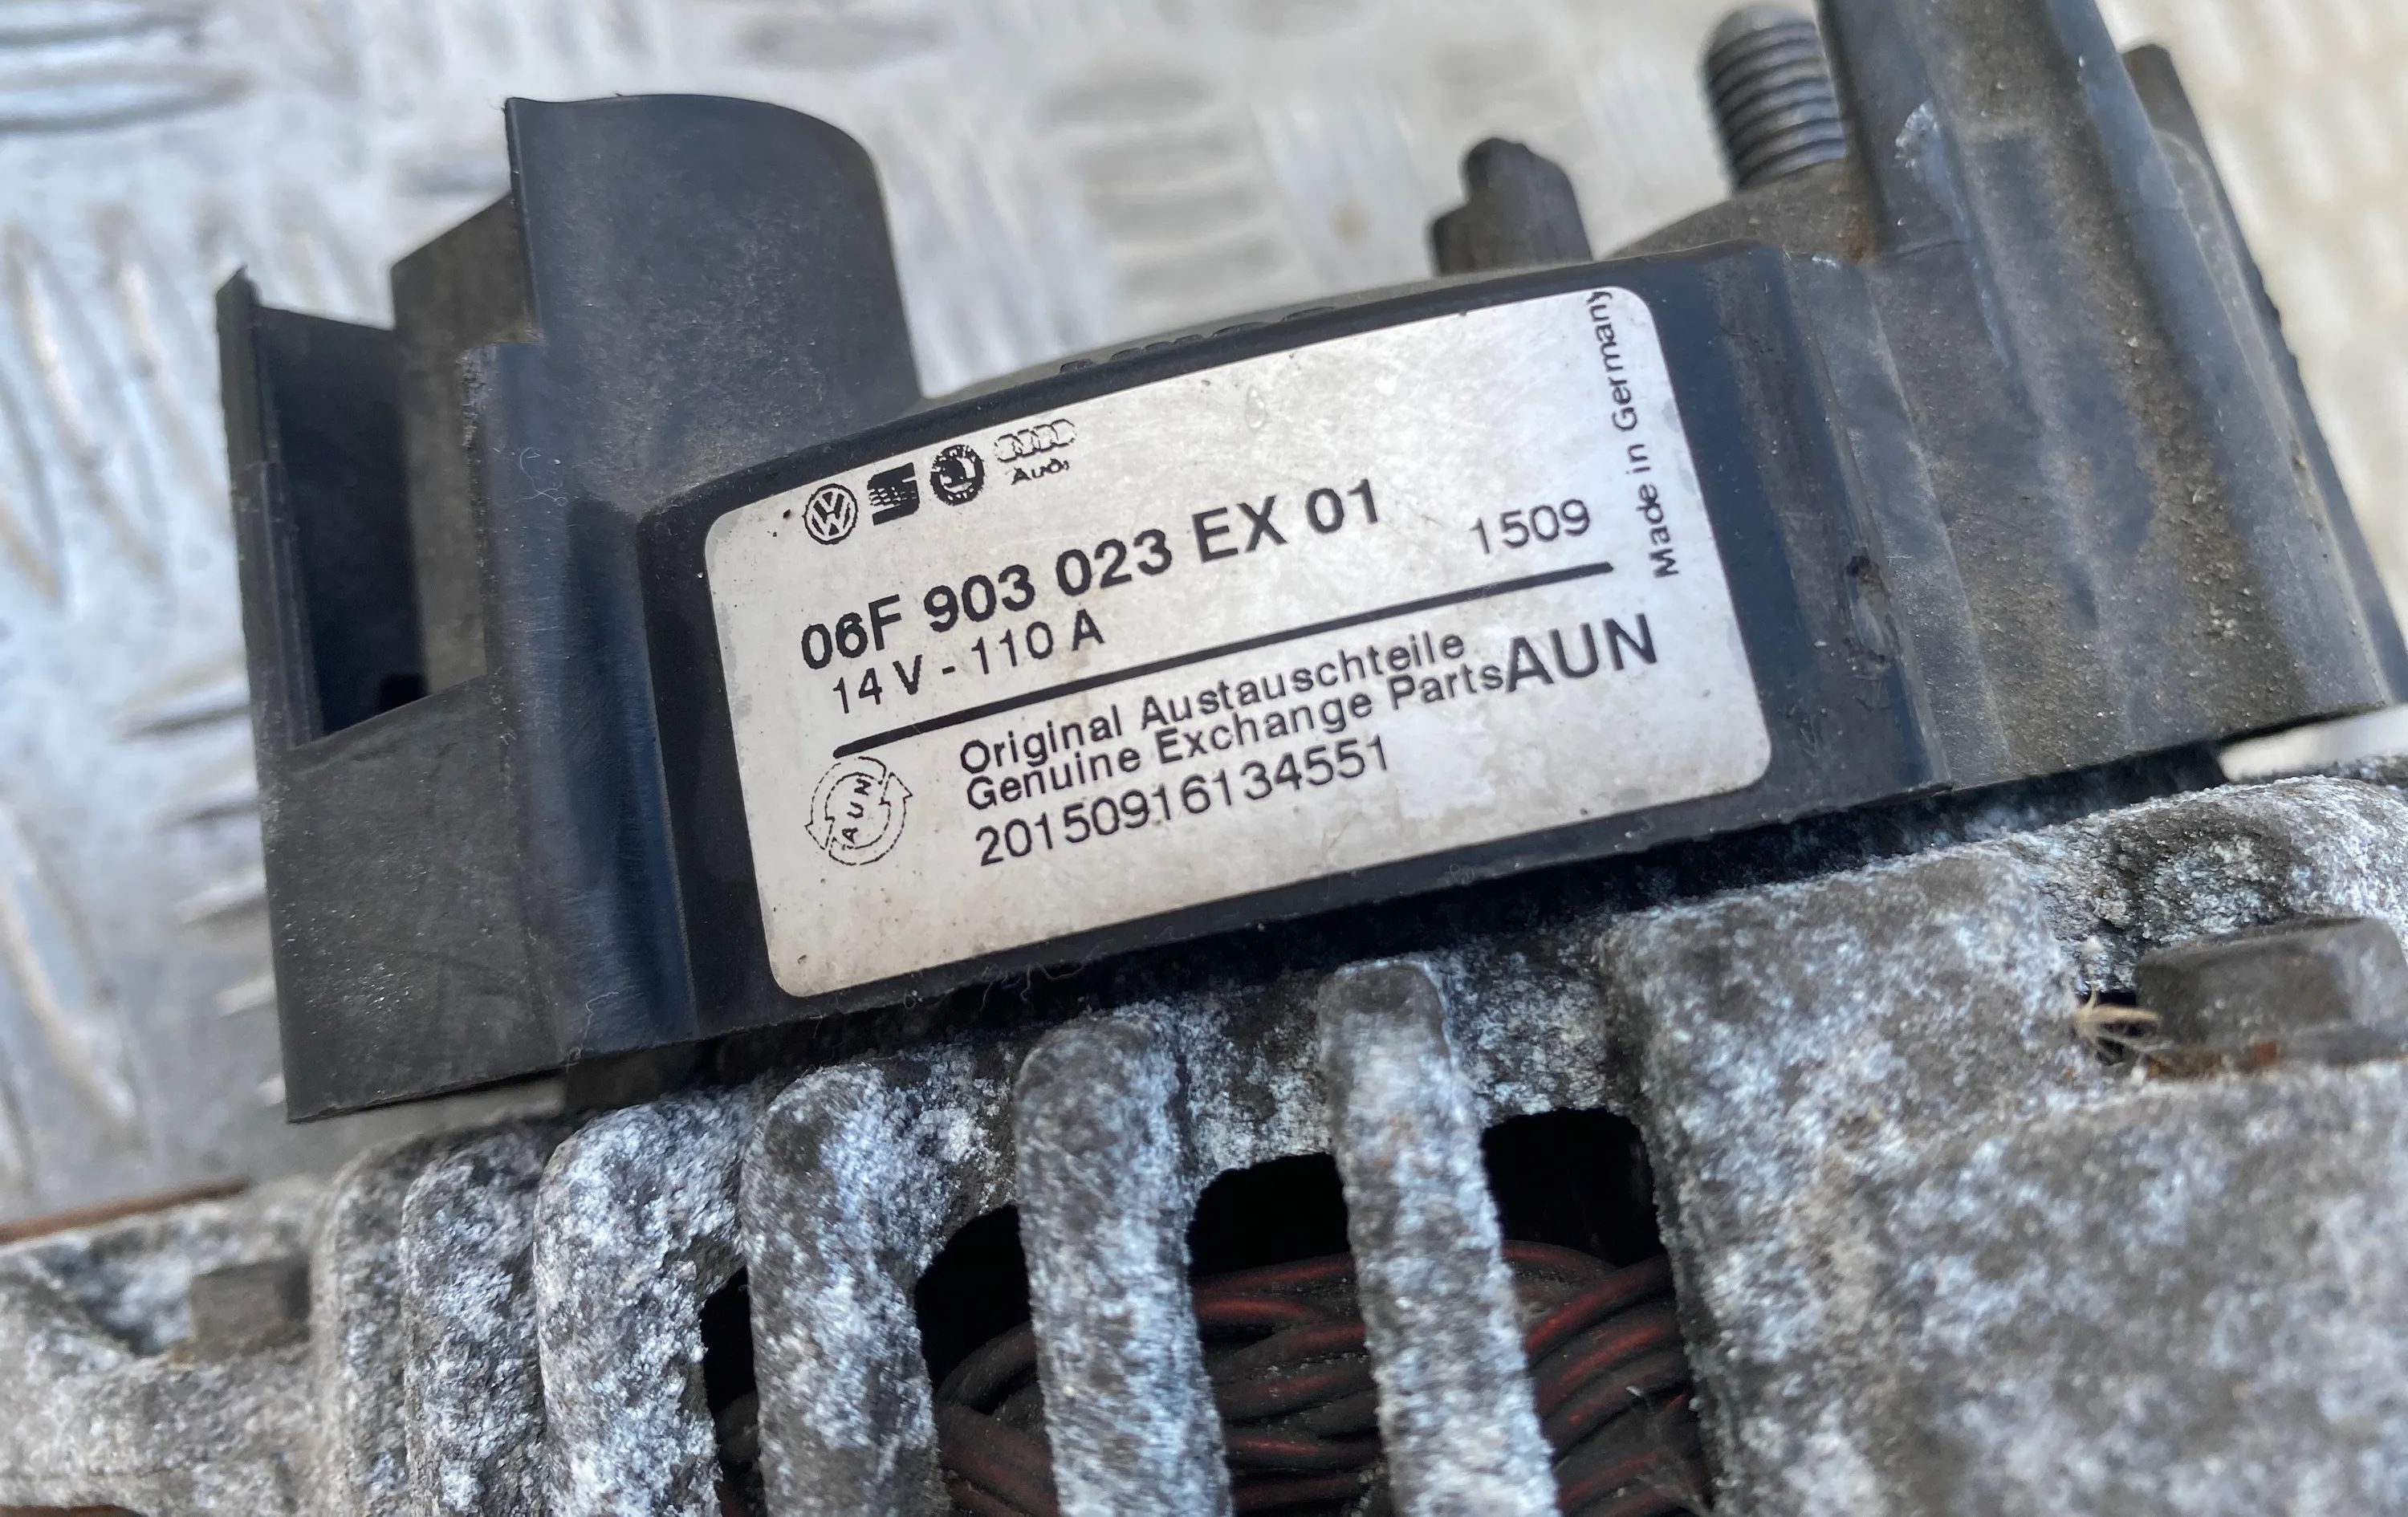 Audi
06F 903 023 EX 01
14 V - 110 A
1509
Made in Germany
Original Austauschteile
Genuine Exchange Parts AUN
20150916134551
AUN